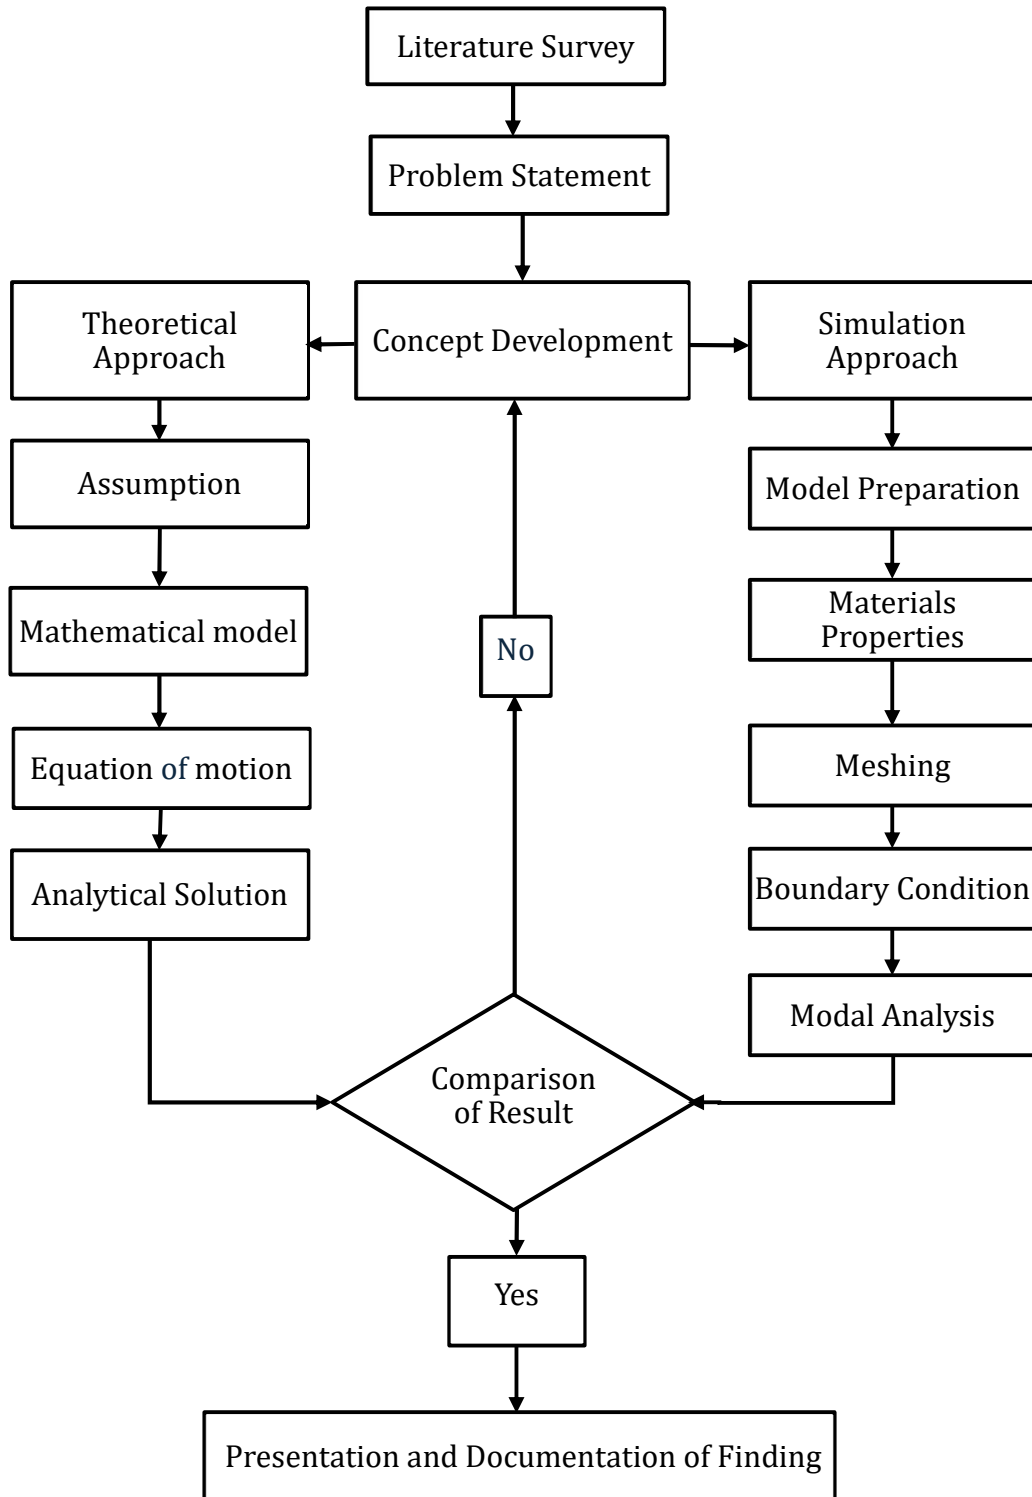 Literature Survey
Problem Statement
Concept Development
Theoretical
Approach
Assumption
Mathematical model
Equation of motion
Analytical Solution
Simulation
Approach
Model Preparation
Materials
Properties
Meshing
Boundary Condition
Modal Analysis
No
Comparison
of Result
Yes
Presentation and Documentation of Finding